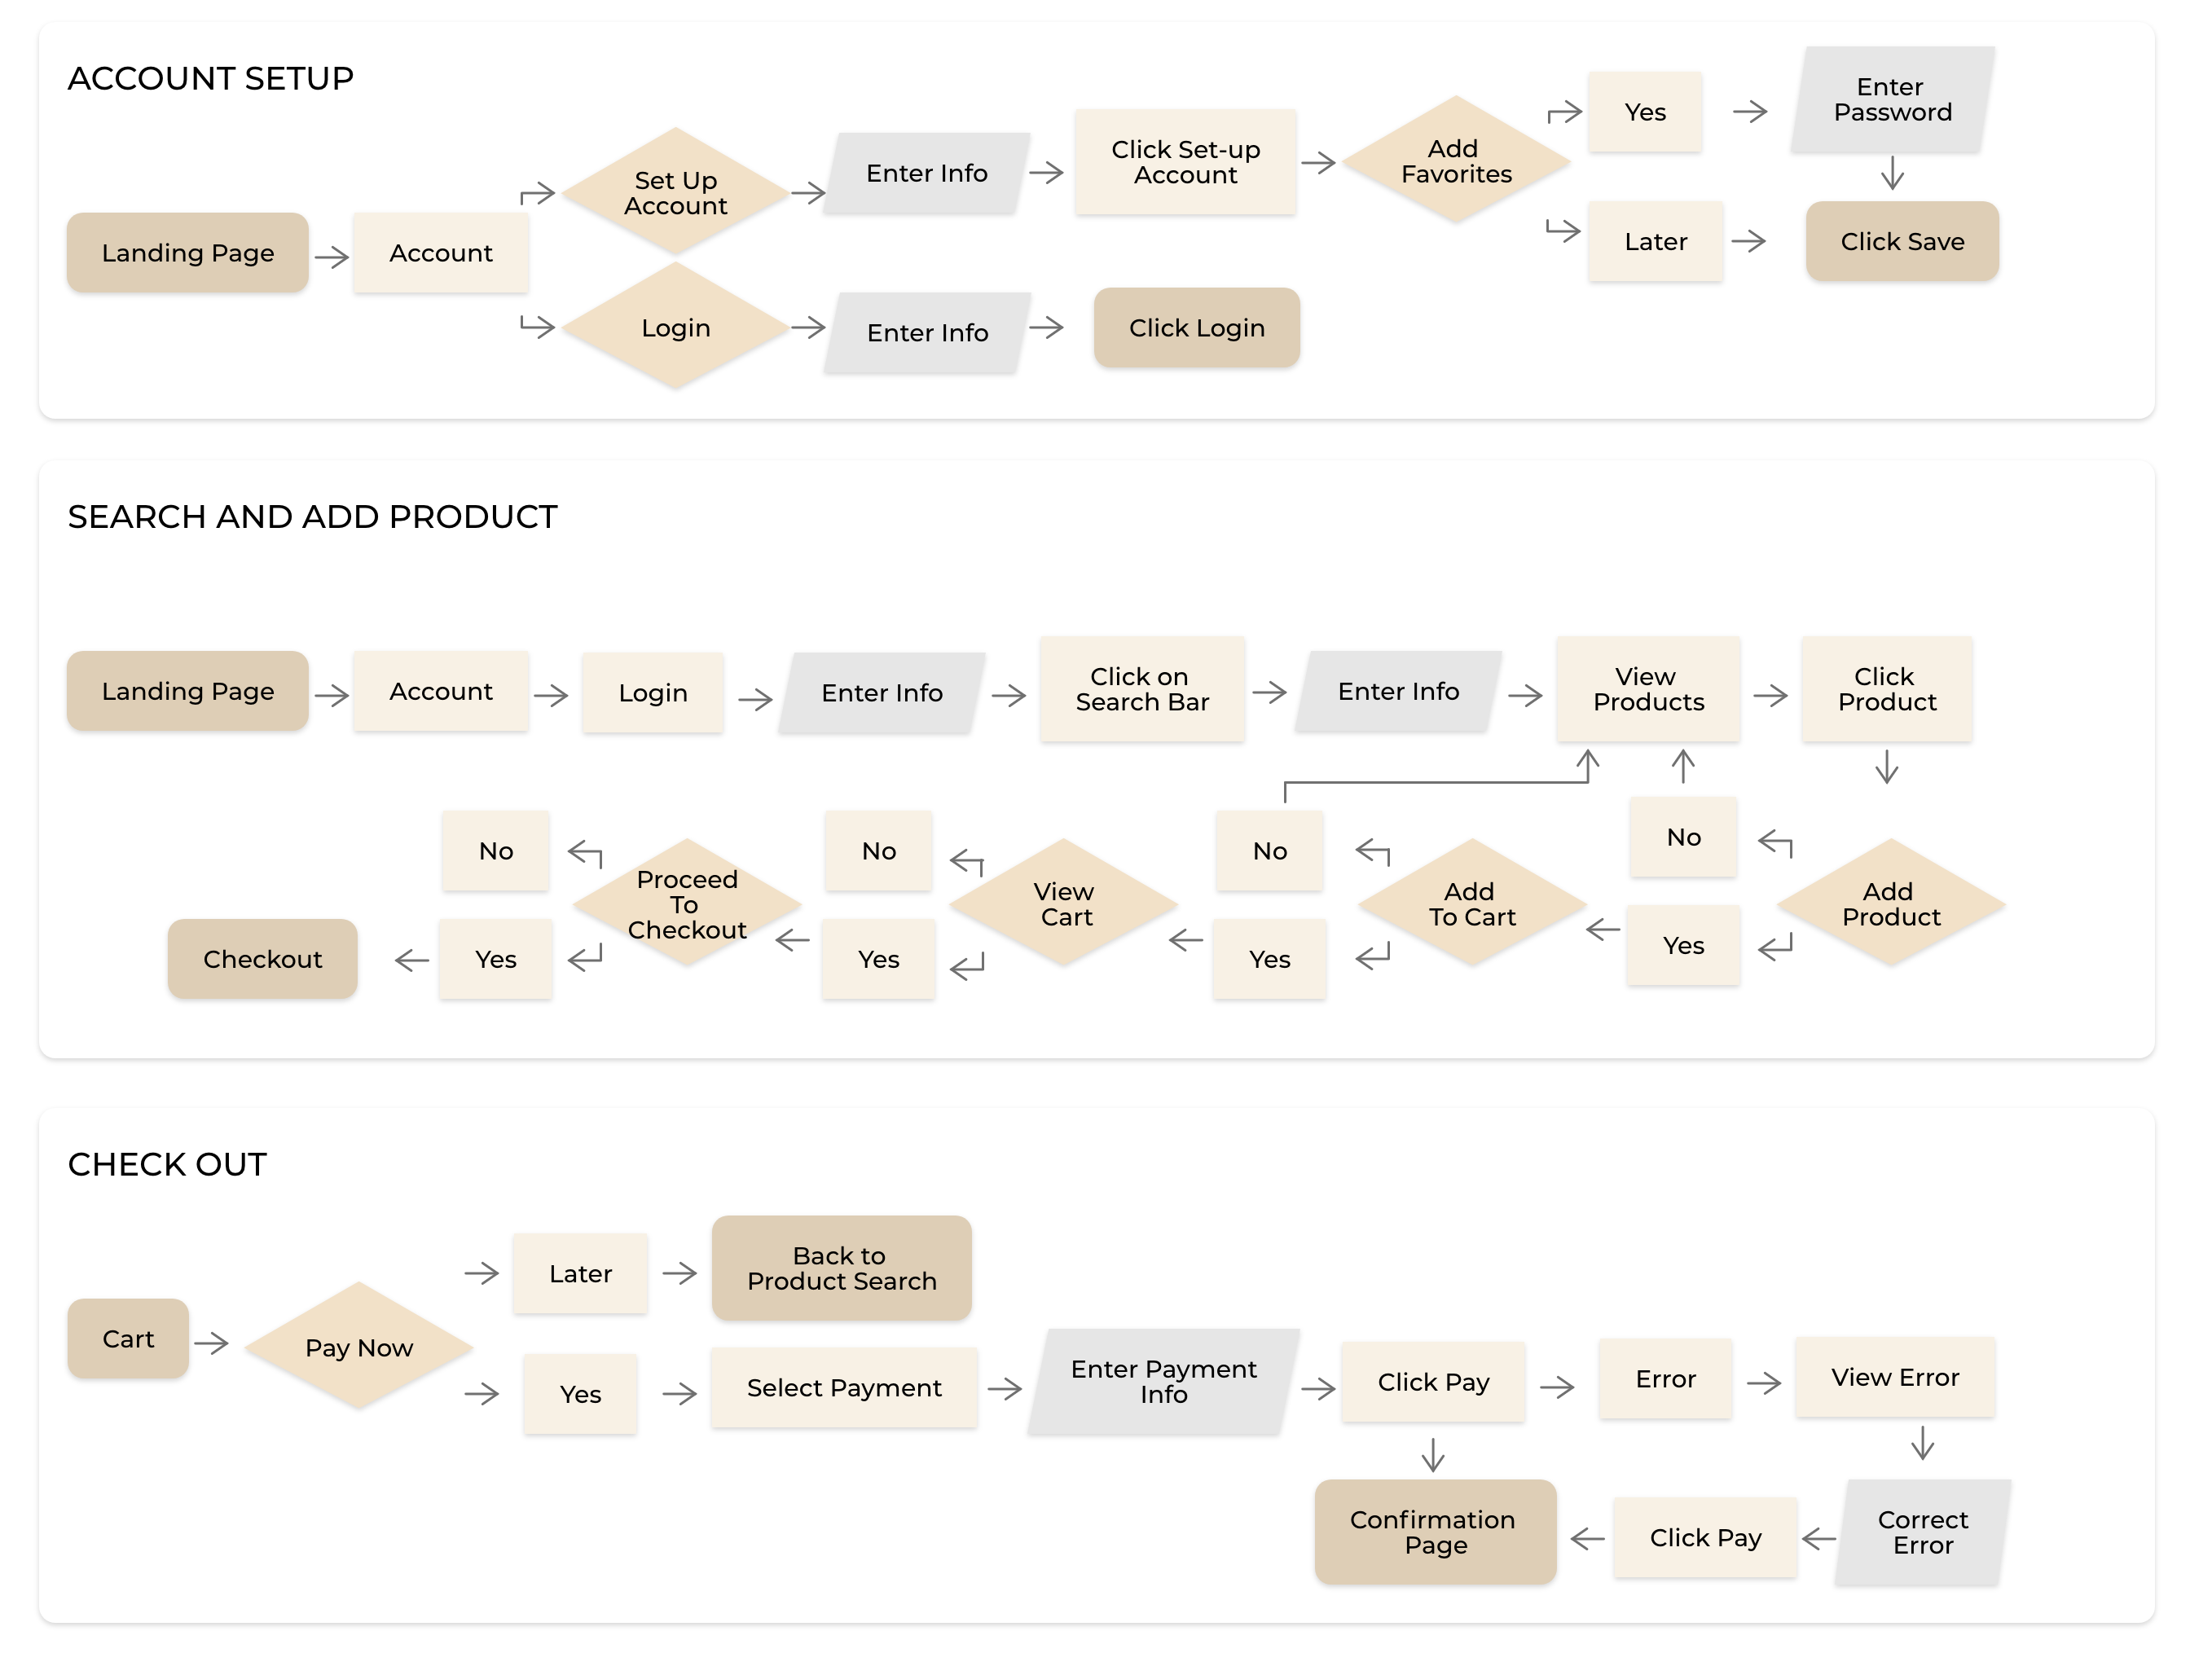 ACCOUNT SETUP
Landing Page
Account
Set Up
Account
Enter Info
Click Set-up
Account
Add
Favorites
Yes
Enter
Password
Later
Click Save
Login
Enter Info
Click Login
SEARCH AND ADD PRODUCT
Landing Page
Account
Login
Enter Info
Click on
Search Bar
Enter Info
View
Products
Click
Product
Add
Product
No
Yes
Add
To Cart
No
Yes
View
Cart
No
Yes
Proceed
To
Checkout
No
Yes
Checkout
CHECK OUT
Cart
Pay Now
Later
Back to
Product Search
Yes
Select Payment
Enter Payment
Info
Click Pay
Error
View Error
Correct
Error
Click Pay
Confirmation
Page